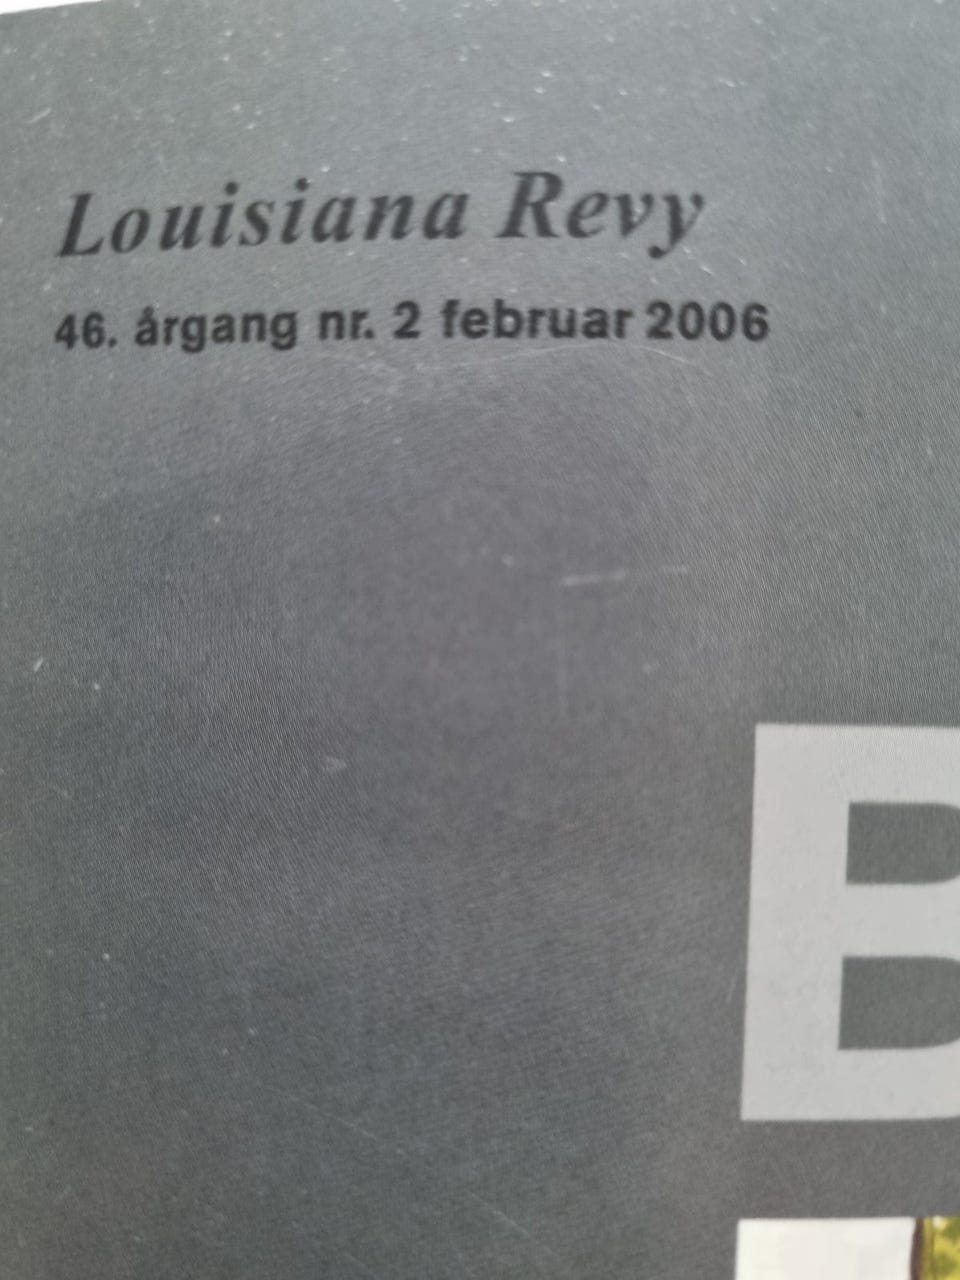 Louisiana Revy
46. årgang nr. 2 februar 2006
B